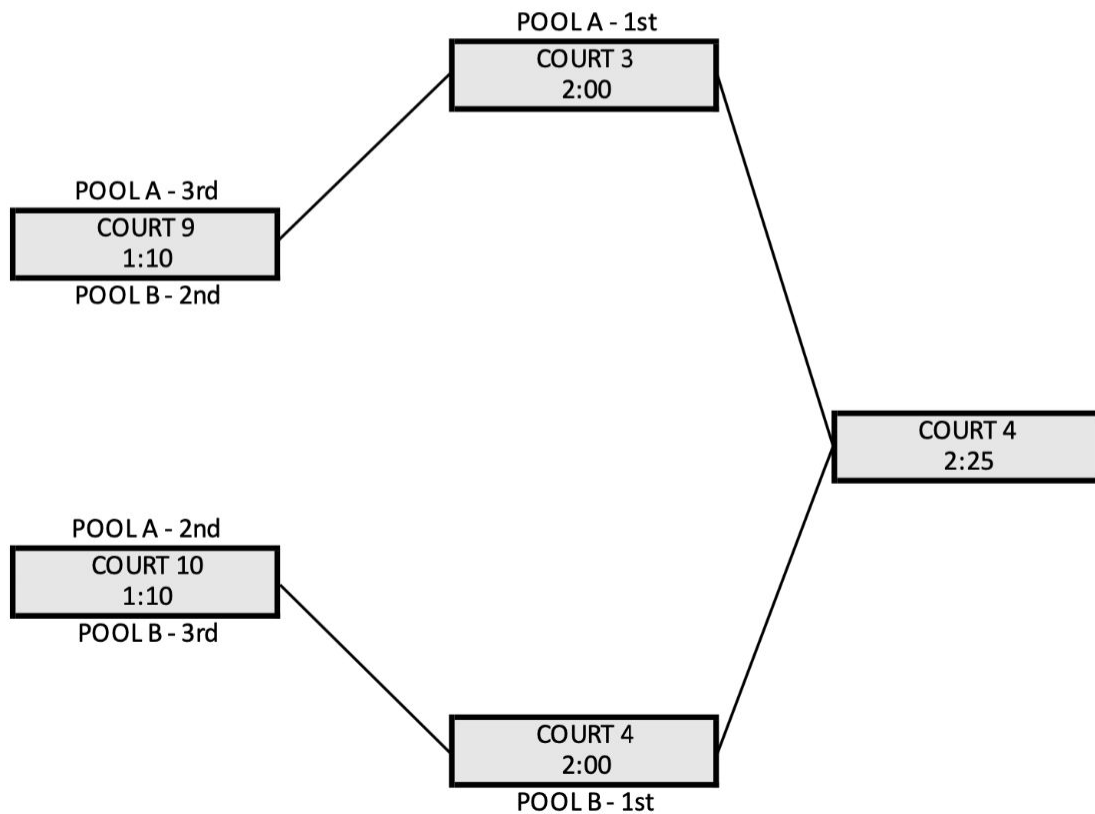 POOL A - 1st
COURT 3
2:00
POOL A - 3rd
COURT 9
1:10
POOL B - 2nd
COURT 4
2:25
POOL A - 2nd
COURT 10
1:10
POOL B - 3rd
COURT 4
2:00
POOL B - 1st